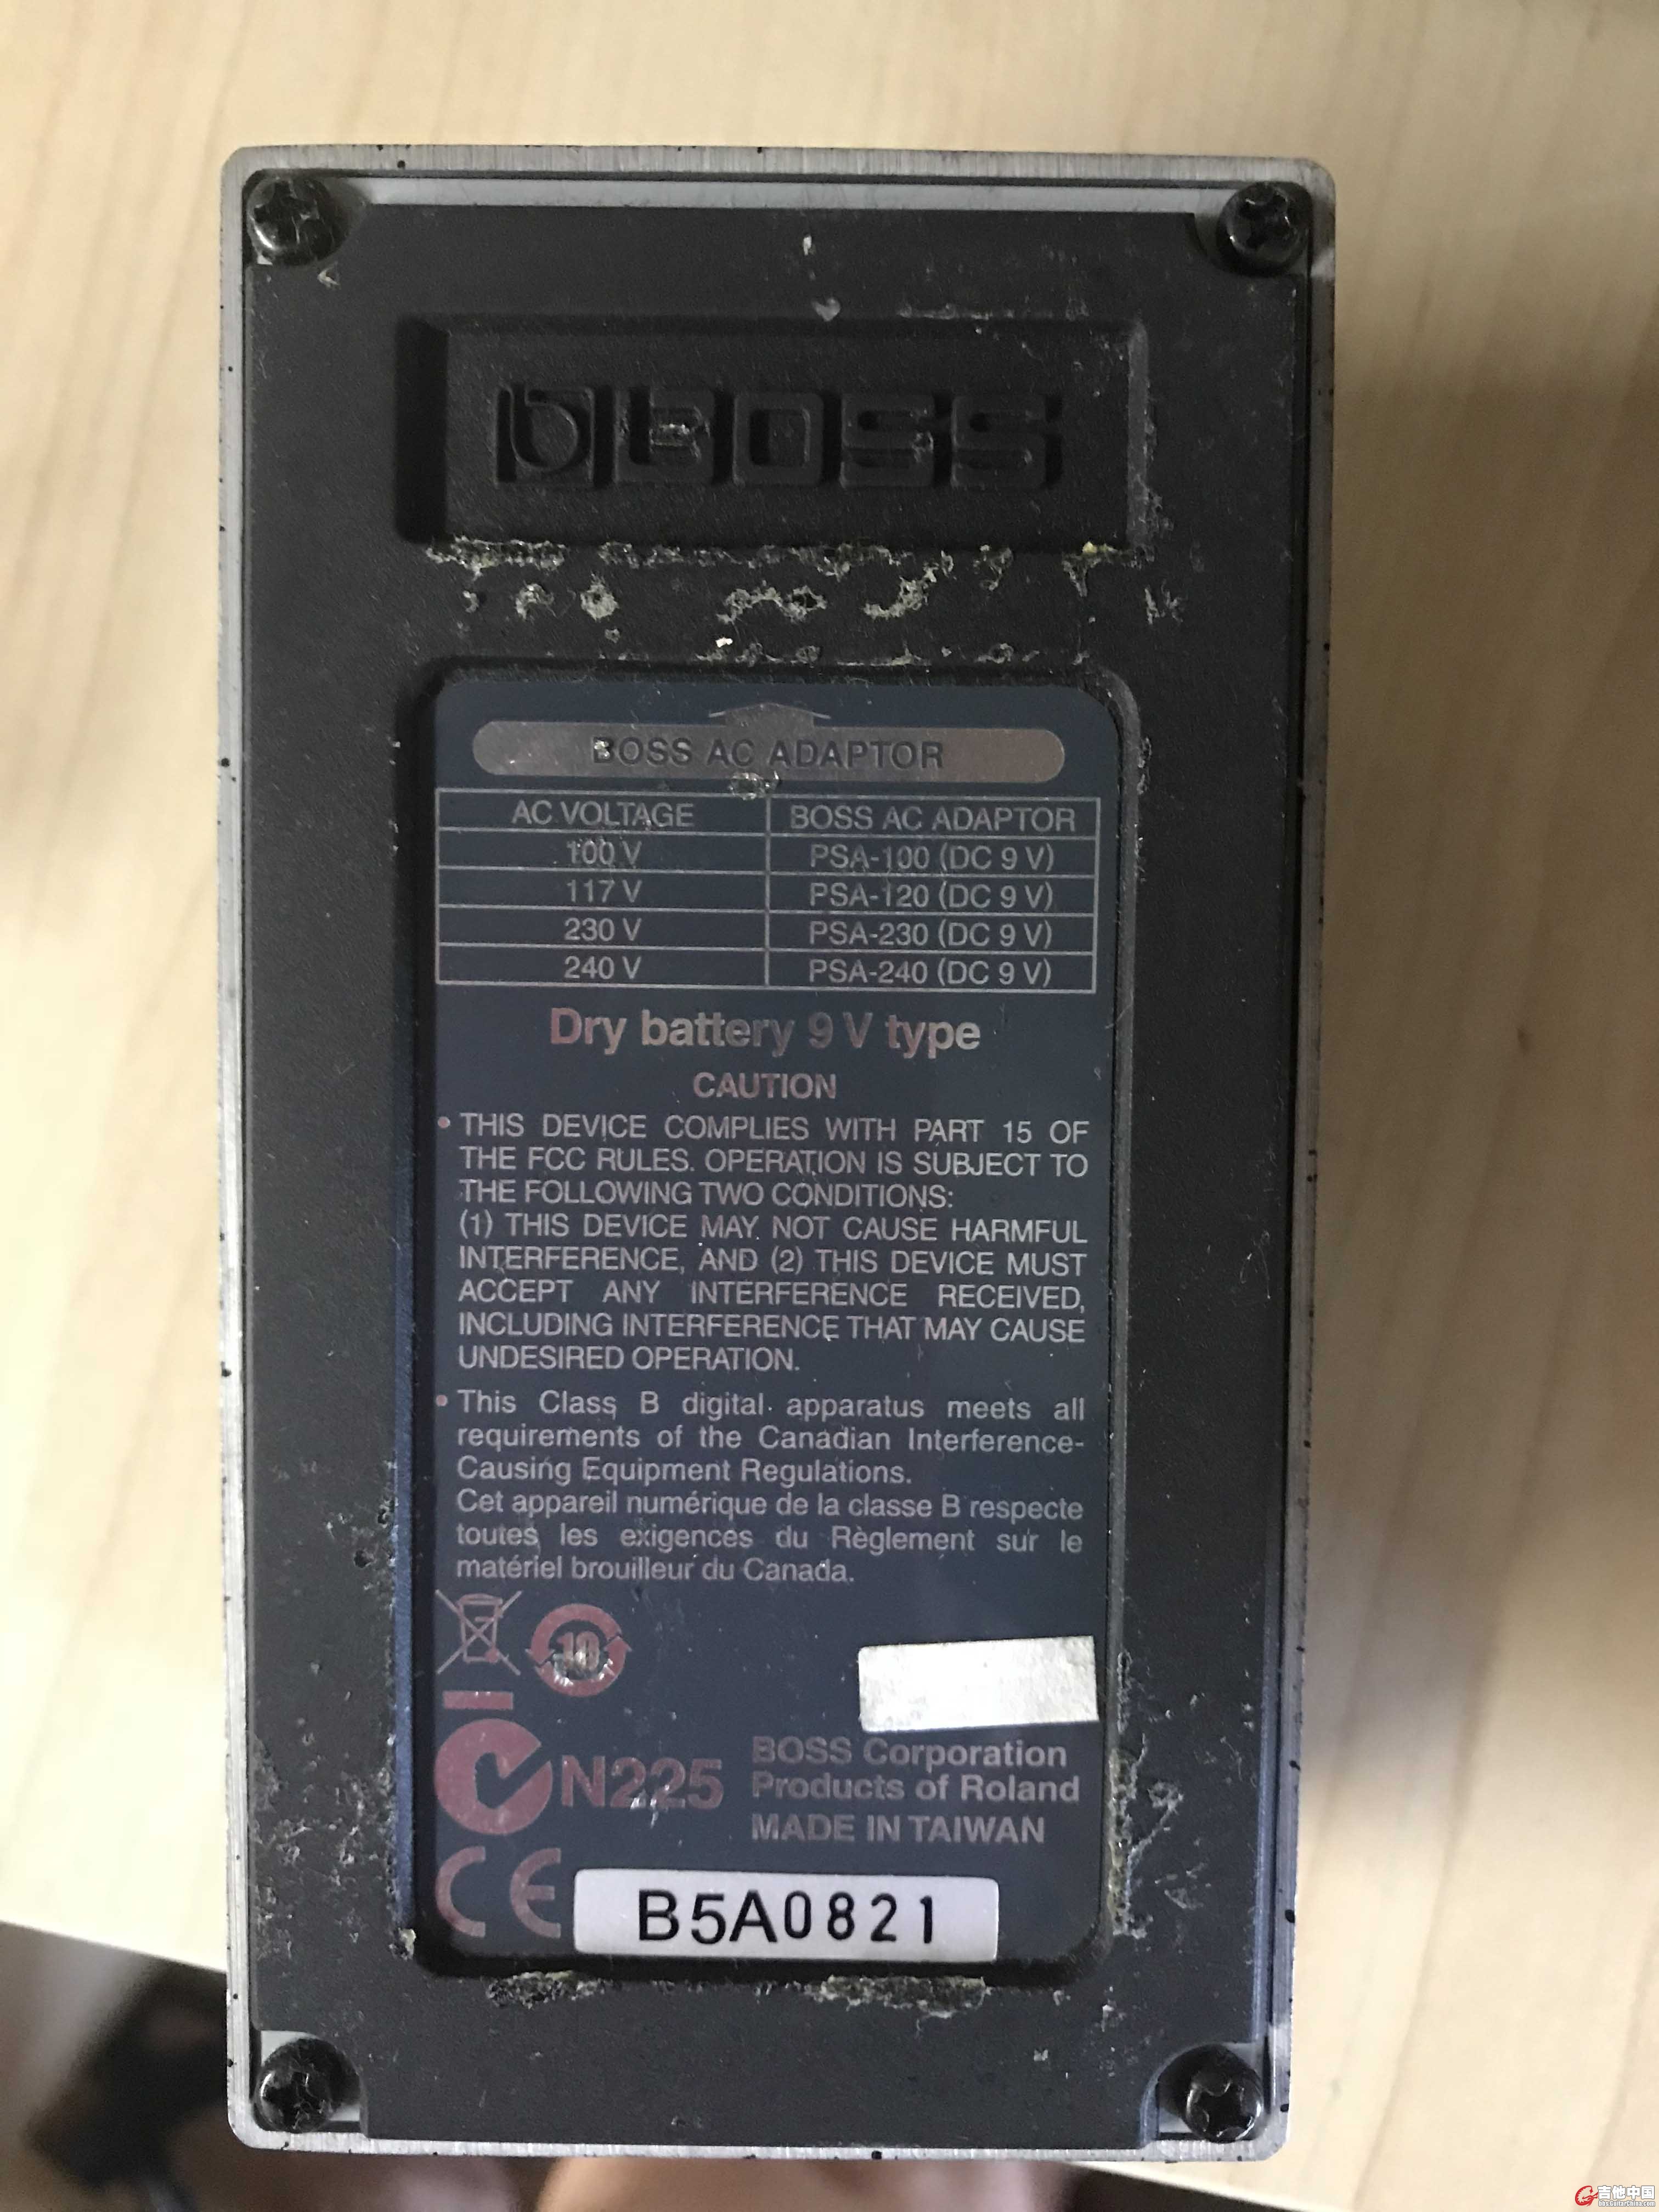 BOSS
BOSS AC ADAPTOR
AC VOLTAGE BOSS AC ADAPTOR
100 V PSA-100 (DC 9 V)
117 V PSA-120 (DC 9 V)
230 V PSA-230 (DC 9 V)
240 V PSA-240 (DC 9 V)
Dry battery 9 V type
CAUTION
• THIS DEVICE COMPLIES WITH PART 15 OF
THE FCC RULES. OPERATION IS SUBJECT TO
THE FOLLOWING TWO CONDITIONS:
(1) THIS DEVICE MAY NOT CAUSE HARMFUL
INTERFERENCE, AND (2) THIS DEVICE MUST
ACCEPT ANY INTERFERENCE RECEIVED,
INCLUDING INTERFERENCE THAT MAY CAUSE
UNDESIRED OPERATION.
• This Class B digital apparatus meets all
requirements of the Canadian Interference-
Causing Equipment Regulations.
Cet appareil numérique de la classe B respecte
toutes les exigences du Règlement sur le
matériel brouilleur du Canada.
10
N225
BOSS Corporation
Products of Roland
MADE IN TAIWAN
CE
B5A0821
吉他中国
bbs.GuitarChina.com